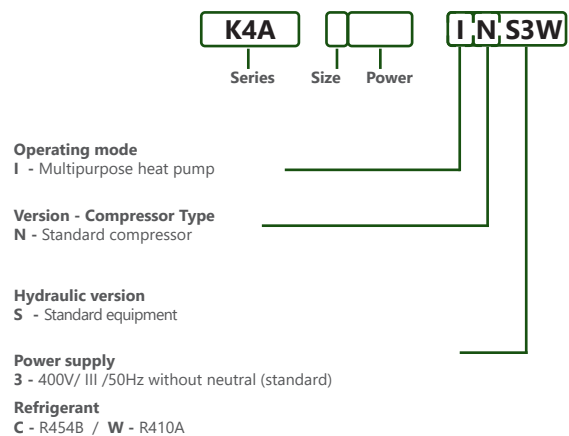 K4A I N S3W
Series Size Power
Operating mode
I - Multipurpose heat pump
Version - Compressor Type
N - Standard compressor
Hydraulic version
S - Standard equipment
Power supply
3 - 400V/ III /50Hz without neutral (standard)
Refrigerant
C - R454B / W - R410A